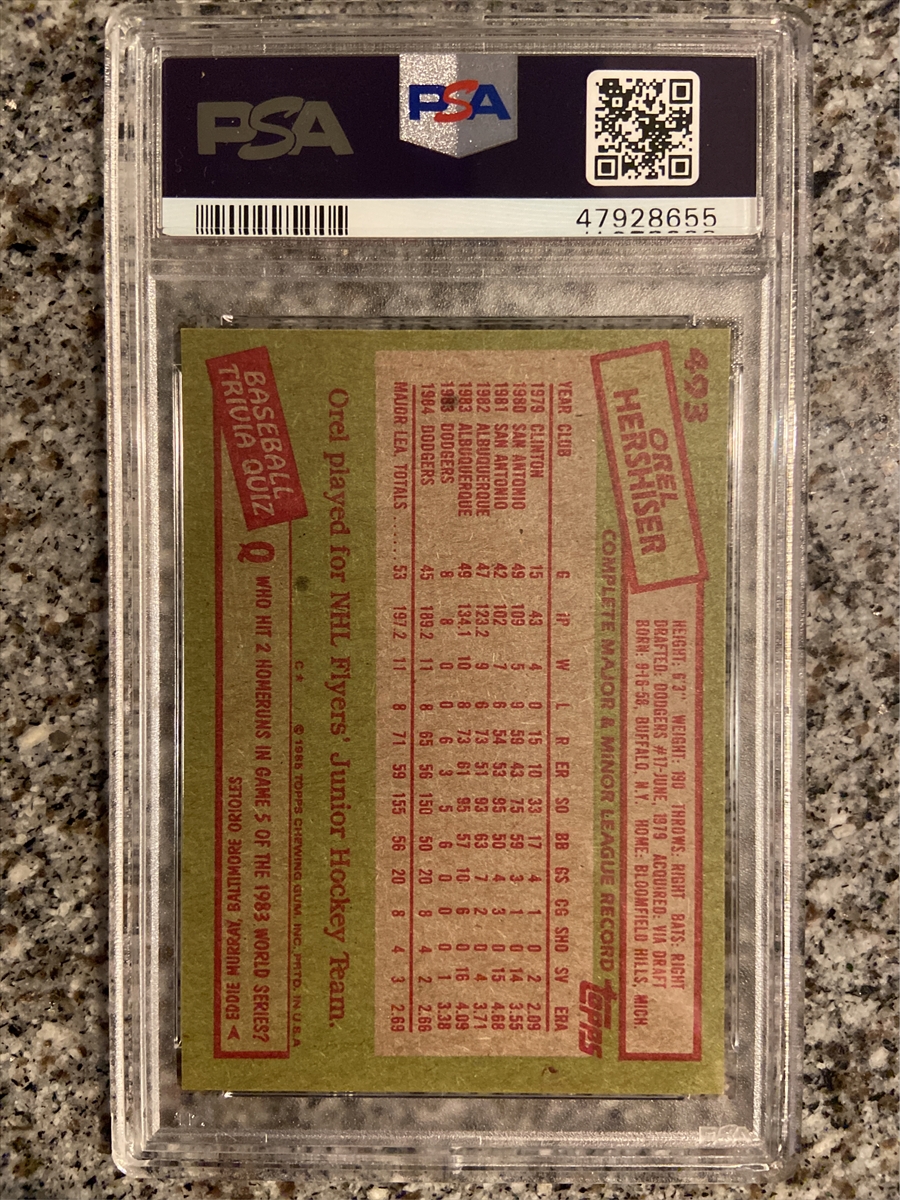 PSA
PSA
47928655
493
OREL
HERSHISER
HEIGHT: 6'3" WEIGHT: 190 THROWS: RIGHT BATS: RIGHT
DRAFTED: DODGERS #17-JUNE, 1979 ACQUIRED: VIA DRAFT
BORN: 9-16-58, BUFFALO, N.Y. HOME: BLOOMFIELD HILLS, MICH.
COMPLETE MAJOR & MINOR LEAGUE RECORD topps
YEAR CLUB G IP W L R ER SO BB GS CG SHO SV ERA
1979 CLINTON 15 43 4 0 15 10 33 17 4 1 0 2 2.09
1980 SAN ANTONIO 49 109 5 9 59 43 75 59 3 1 0 14 3.55
1981 SAN ANTONIO 42 102 7 6 54 53 95 50 4 3 0 15 4.68
1982 ALBUQUERQUE 47 123.2 9 6 73 51 93 63 7 2 0 4 3.71
1983 ALBUQUERQUE 49 134.1 10 8 73 61 95 57 10 6 0 16 4.09
1983 DODGERS 8 8 0 0 6 3 5 6 0 0 0 1 3.38
1984 DODGERS 45 189.2 11 8 65 56 150 50 20 8 4 2 2.66
MAJOR LEA. TOTALS ..... 53 197.2 11 8 71 59 155 56 20 8 4 3 2.69
Orel played for NHL Flyers' Junior Hockey Team.
C* © 1985 TOPPS CHEWING GUM, INC. PRTD. IN U.S.A.
BASEBALL
TRIVIA QUIZ
Q WHO HIT 2 HOMERUNS IN GAME 5 OF THE 1983 WORLD SERIES?
EDDIE MURRAY, BALTIMORE ORIOLES